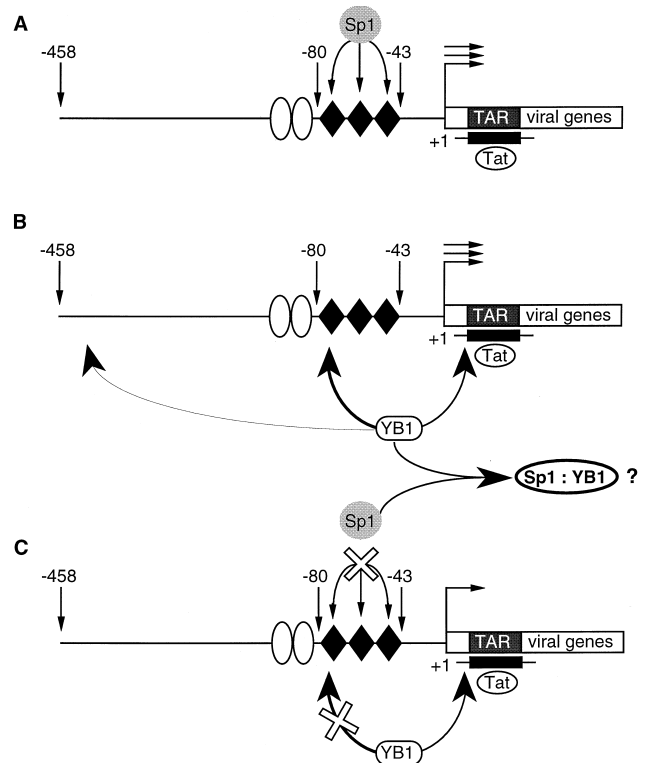 A
Sp1
-458
-80
-43
TAR
viral genes
+1
Tat
B
-458
-80
-43
TAR
viral genes
+1
Tat
YB1
Sp1 : YB1 ?
Sp1
C
-458
-80
-43
TAR
viral genes
+1
Tat
YB1